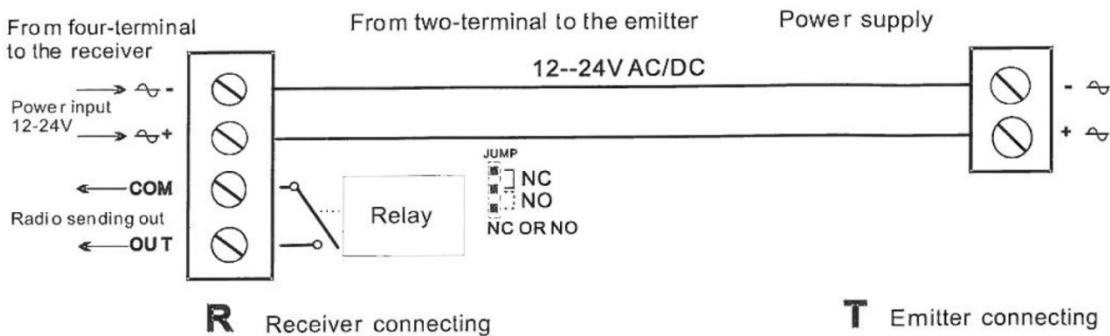 From four-terminal
to the receiver
From two-terminal to the emitter
Power supply
12--24V AC/DC
-
- 
Power input
12-24V
+
+
JUMP
NC
NO
NC OR NO
COM
Radio sending out
OUT
Relay
R Receiver connecting
T Emitter connecting